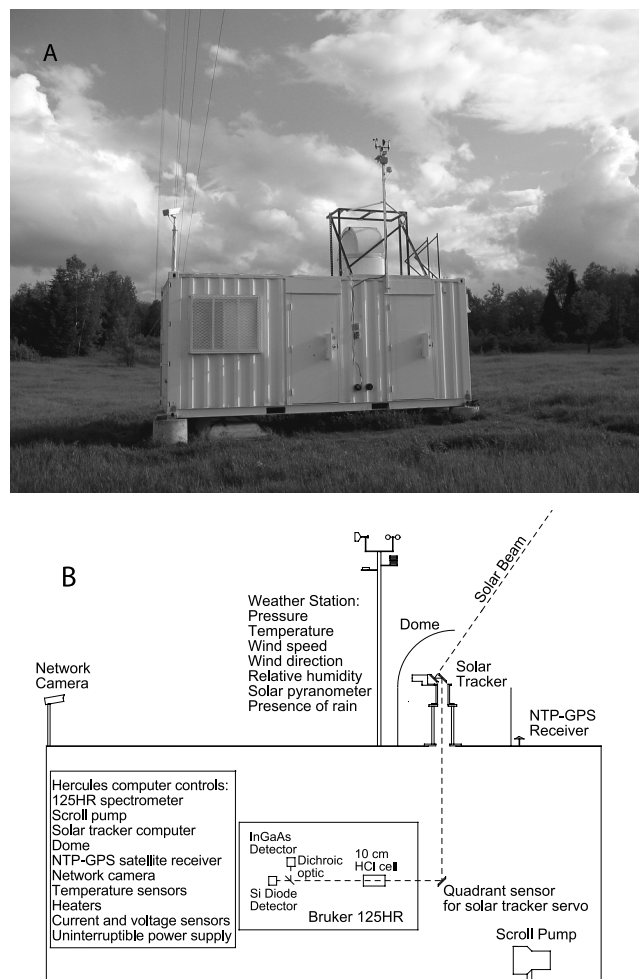 A
B
Solar Beam
Weather Station:
Pressure
Temperature
Wind speed
Wind direction
Relative humidity
Solar pyranometer
Presence of rain
Dome
Solar
Tracker
Network
Camera
NTP-GPS
Receiver
Hercules computer controls:
125HR spectrometer
Scroll pump
Solar tracker computer
Dome
NTP-GPS satellite receiver
Network camera
Temperature sensors
Heaters
Current and voltage sensors
Uninterruptible power supply
InGaAs
Detector
Dichroic
optic
10 cm
HCl cell
Si Diode
Detector
Bruker 125HR
Quadrant sensor
for solar tracker servo
Scroll Pump